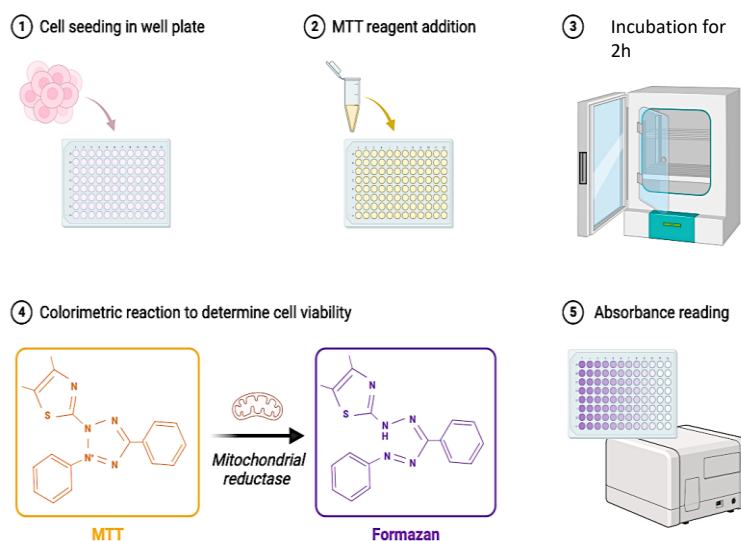 1 Cell seeding in well plate
2 MTT reagent addition
3 Incubation for
2h
4 Colorimetric reaction to determine cell viability
5 Absorbance reading
N
S
N
N
N+
N
Mitochondrial
reductase
N
S
N
H
N
N
N
MTT
Formazan